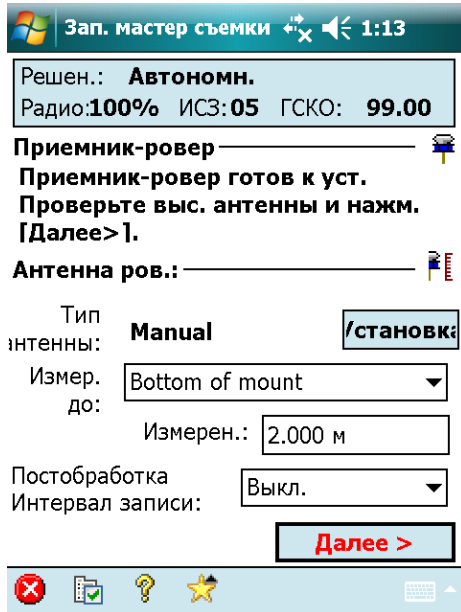 Зап. мастер съемки 1:13
Решен.: Автономн.
Радио:100% ИСЗ:05 ГСКО: 99.00
Приемник-ровер
Приемник-ровер готов к уст.
Проверьте выс. антенны и нажм.
[Далее>].
Антенна ров.:
Тип
антенны: Manual Установка
Измер.
до: Bottom of mount
Измерен.: 2.000 м
Постобработка
Интервал записи: Выкл.
Далее >